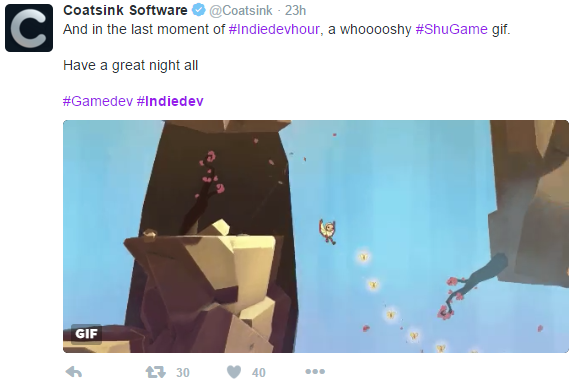 Coatsink Software @Coatsink · 23h
And in the last moment of #Indiedevhour, a whooooshy #ShuGame gif.
Have a great night all
#Gamedev #Indiedev
GIF
30 40